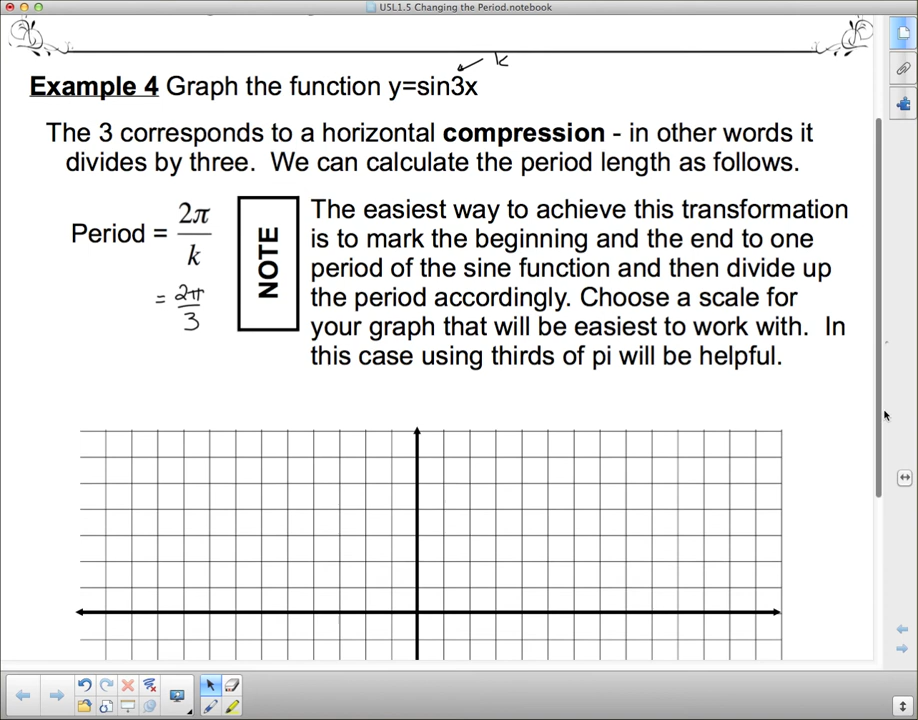 USL1.5 Changing the Period.notebook
k
Example 4 Graph the function y=sin3x
The 3 corresponds to a horizontal compression - in other words it
divides by three. We can calculate the period length as follows.
Period = 2π/k
= 2π/3
NOTE
The easiest way to achieve this transformation
is to mark the beginning and the end to one
period of the sine function and then divide up
the period accordingly. Choose a scale for
your graph that will be easiest to work with. In
this case using thirds of pi will be helpful.